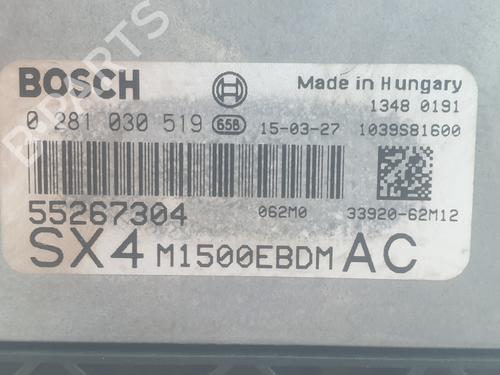 BOSCH
Made in Hungary
1348 0191
0 281 030 519 658 15-03-27 1039S81600
55267304 062M0 33920-62M12
SX4 M1500EBDM AC
B-PARTS